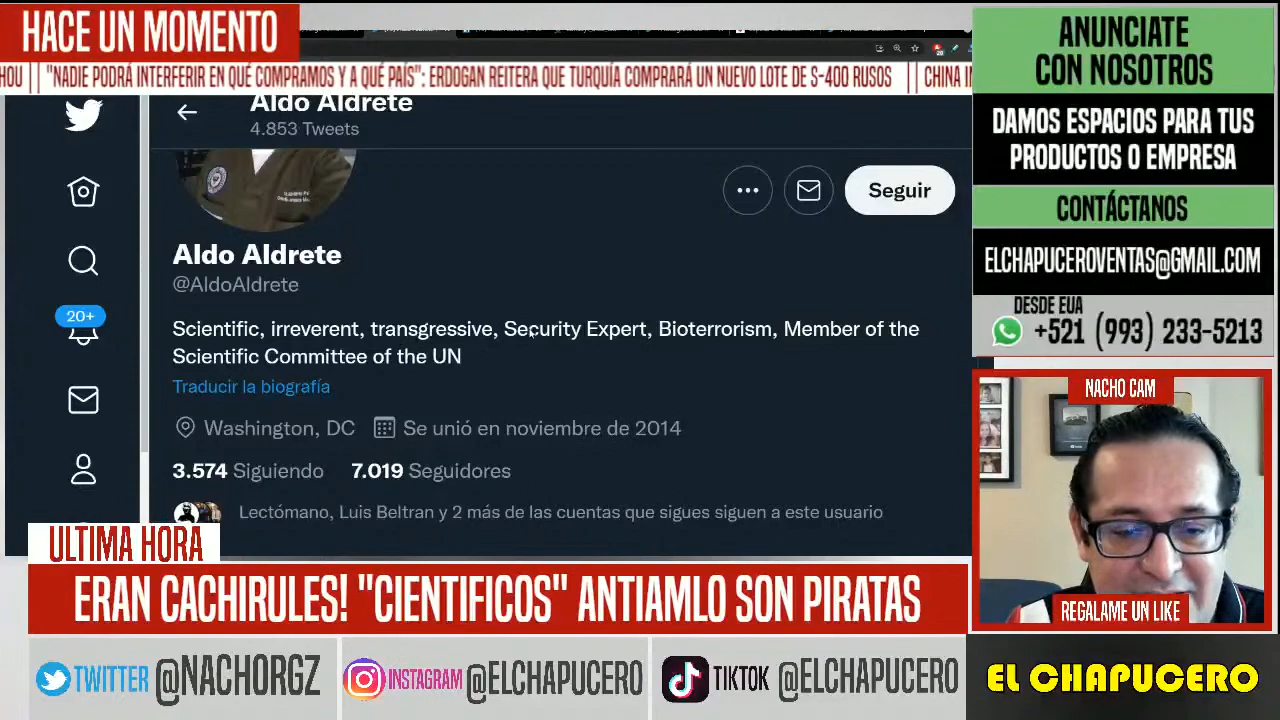 HACE UN MOMENTO
HOU || "NADIE PODRÁ INTERFERIR EN QUÉ COMPRAMOS Y A QUÉ PAÍS": ERDOGAN REITERA QUE TURQUÍA COMPRARÁ UN NUEVO LOTE DE S-400 RUSOS || CHINA
Aldo Aldrete
4.853 Tweets
Seguir
Aldo Aldrete
@AldoAldrete
Scientific, irreverent, transgressive, Security Expert, Bioterrorism, Member of the
Scientific Committee of the UN
Traducir la biografía
Washington, DC Se unió en noviembre de 2014
3.574 Siguiendo 7.019 Seguidores
Lectómano, Luis Beltran y 2 más de las cuentas que sigues siguen a este usuario
20+
ULTIMA HORA
ERAN CACHIRULES! "CIENTIFICOS" ANTIAMLO SON PIRATAS
TWITTER @NACHORGZ
INSTAGRAM @ELCHAPUCERO
TIKTOK @ELCHAPUCERO
ANUNCIATE
CON NOSOTROS
DAMOS ESPACIOS PARA TUS
PRODUCTOS O EMPRESA
CONTÁCTANOS
ELCHAPUCEROVENTAS@GMAIL.COM
DESDE EUA
+521 (993) 233-5213
NACHO CAM
REGALAME UN LIKE
EL CHAPUCERO